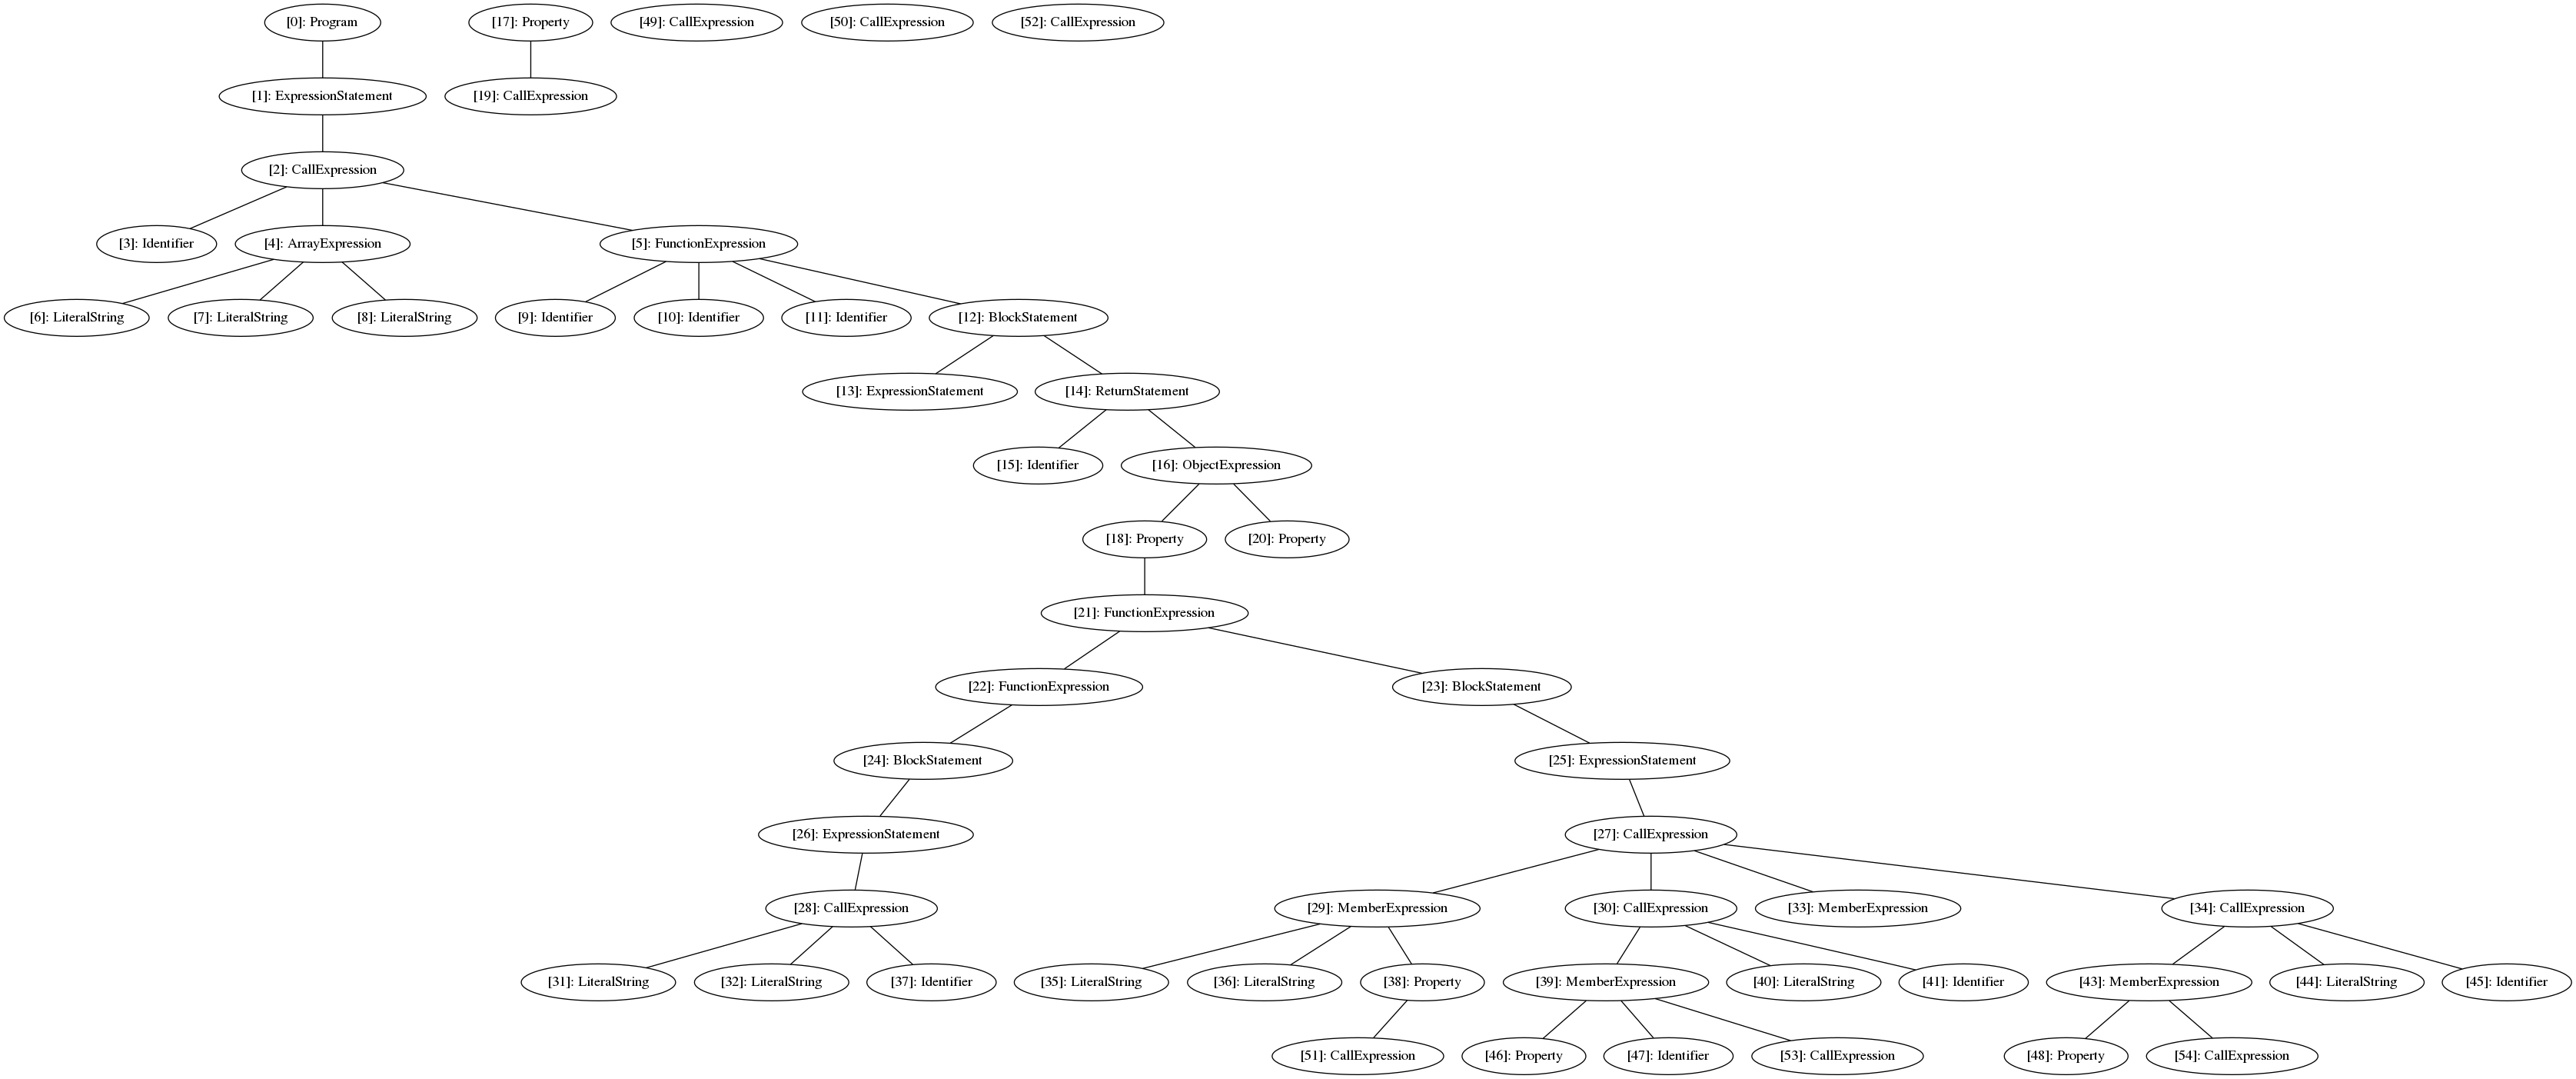 [0]: Program
[17]: Property
[49]: CallExpression
[50]: CallExpression
[52]: CallExpression
[1]: ExpressionStatement
[19]: CallExpression
[2]: CallExpression
[3]: Identifier
[4]: ArrayExpression
[5]: FunctionExpression
[6]: LiteralString
[7]: LiteralString
[8]: LiteralString
[9]: Identifier
[10]: Identifier
[11]: Identifier
[12]: BlockStatement
[13]: ExpressionStatement
[14]: ReturnStatement
[15]: Identifier
[16]: ObjectExpression
[18]: Property
[20]: Property
[21]: FunctionExpression
[22]: FunctionExpression
[23]: BlockStatement
[24]: BlockStatement
[25]: ExpressionStatement
[26]: ExpressionStatement
[27]: CallExpression
[28]: CallExpression
[29]: MemberExpression
[30]: CallExpression
[33]: MemberExpression
[34]: CallExpression
[31]: LiteralString
[32]: LiteralString
[37]: Identifier
[35]: LiteralString
[36]: LiteralString
[38]: Property
[39]: MemberExpression
[40]: LiteralString
[41]: Identifier
[43]: MemberExpression
[44]: LiteralString
[45]: Identifier
[51]: CallExpression
[46]: Property
[47]: Identifier
[53]: CallExpression
[48]: Property
[54]: CallExpression